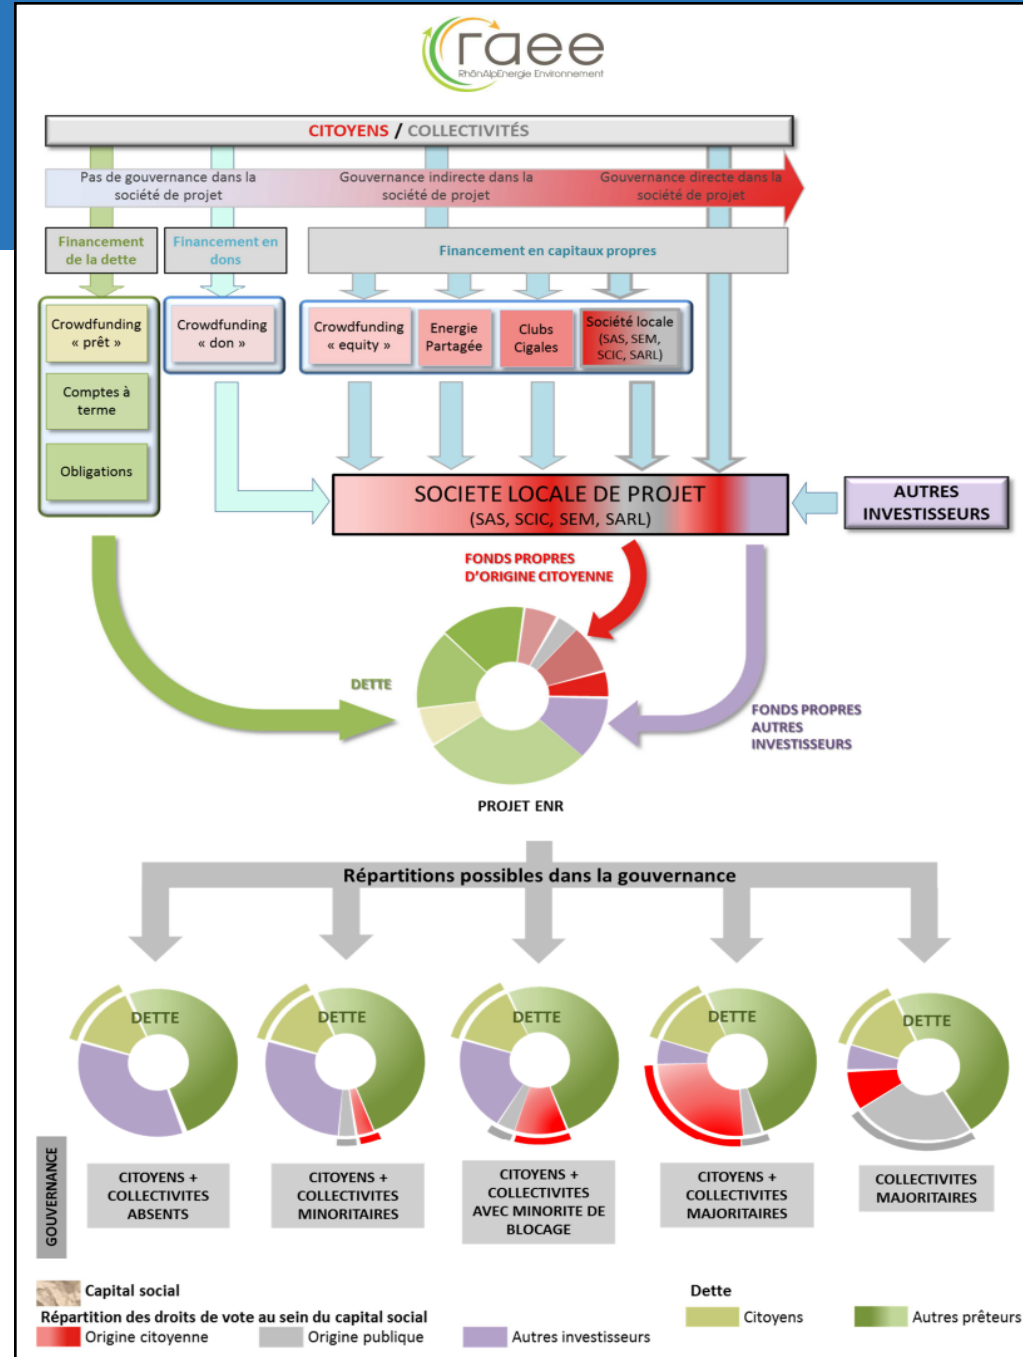 raee
RhônAlpEnergie Environnement
CITOYENS / COLLECTIVITÉS
Pas de gouvernance dans la
société de projet
Gouvernance indirecte dans la
société de projet
Gouvernance directe dans la
société de projet
Financement
de la dette
Financement en
dons
Financement en capitaux propres
Crowdfunding
« prêt »
Comptes à
terme
Obligations
Crowdfunding
« don »
Crowdfunding
« equity »
Energie
Partagée
Clubs
Cigales
Société locale
(SAS, SEM,
SCIC, SARL)
SOCIETE LOCALE DE PROJET
(SAS, SCIC, SEM, SARL)
AUTRES
INVESTISSEURS
FONDS PROPRES
D'ORIGINE CITOYENNE
DETTE
FONDS PROPRES
AUTRES
INVESTISSEURS
PROJET ENR
Répartitions possibles dans la gouvernance
DETTE
DETTE
DETTE
DETTE
DETTE
GOUVERNANCE
CITOYENS +
COLLECTIVITES
ABSENTS
CITOYENS +
COLLECTIVITES
MINORITAIRES
CITOYENS +
COLLECTIVITES
AVEC MINORITE DE
BLOCAGE
CITOYENS +
COLLECTIVITES
MAJORITAIRES
COLLECTIVITES
MAJORITAIRES
Capital social
Répartition des droits de vote au sein du capital social
Origine citoyenne
Origine publique
Autres investisseurs
Dette
Citoyens
Autres prêteurs